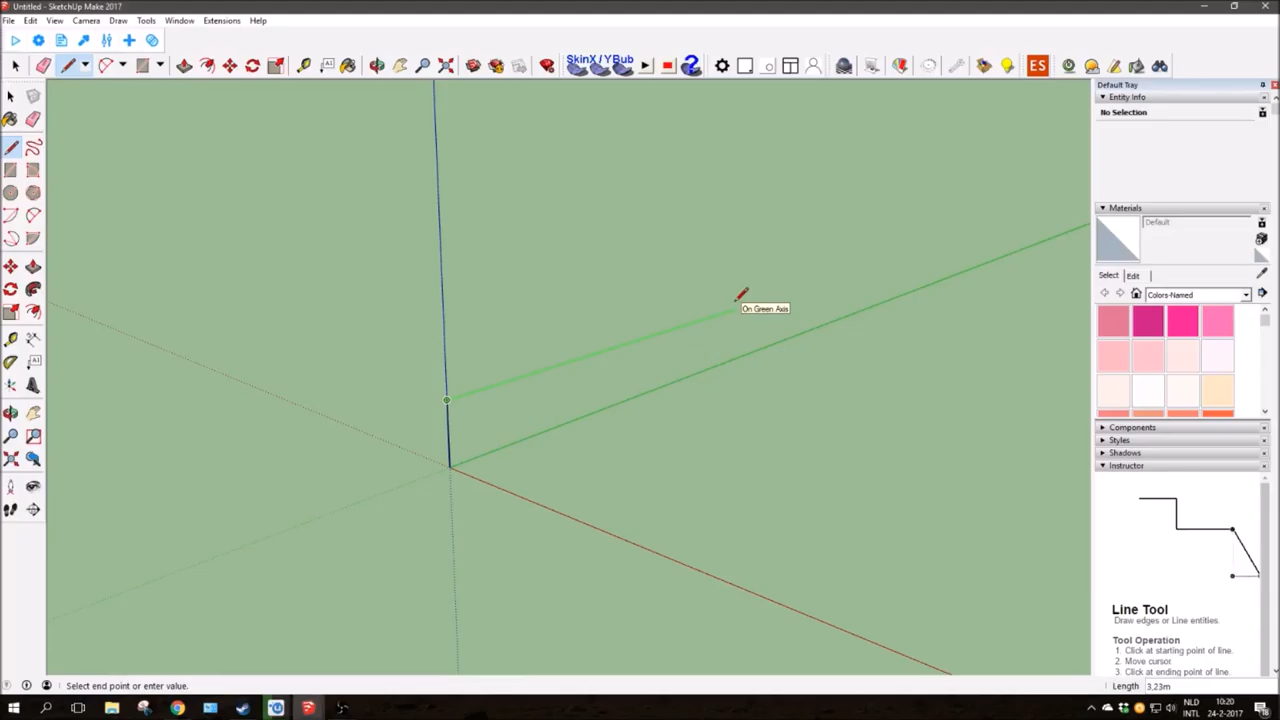 Untitled - SketchUp Make 2017
File Edit View Camera Draw Tools Window Extensions Help
SkinX / YBub
ES
Default Tray
Entity Info
No Selection
Materials
Default
Select Edit
Colors-Named
On Green Axis
Components
Styles
Shadows
Instructor
Line Tool
Draw edges or Line entities.
Tool Operation
1. Click at starting point of line.
2. Move cursor.
3. Click at ending point of line.
Select end point or enter value.
Length 3,23m
NLD
INTL
10:20
24-2-2017